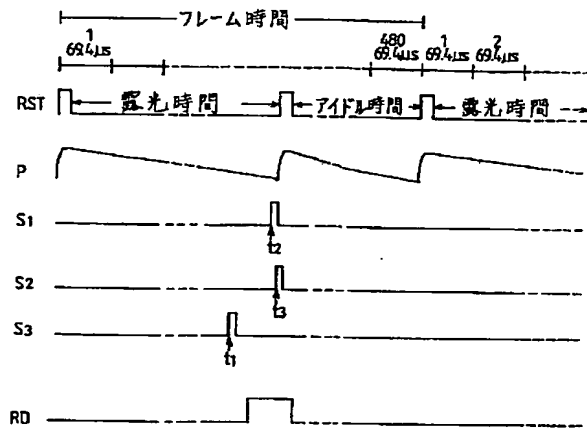 フレーム時間
1 480 1 2
69.4μs 69.4μs 69.4μs 69.4μs
RST 露光時間 アイドル時間 露光時間
P
S1
t2
S2
t3
S3
t1
RD